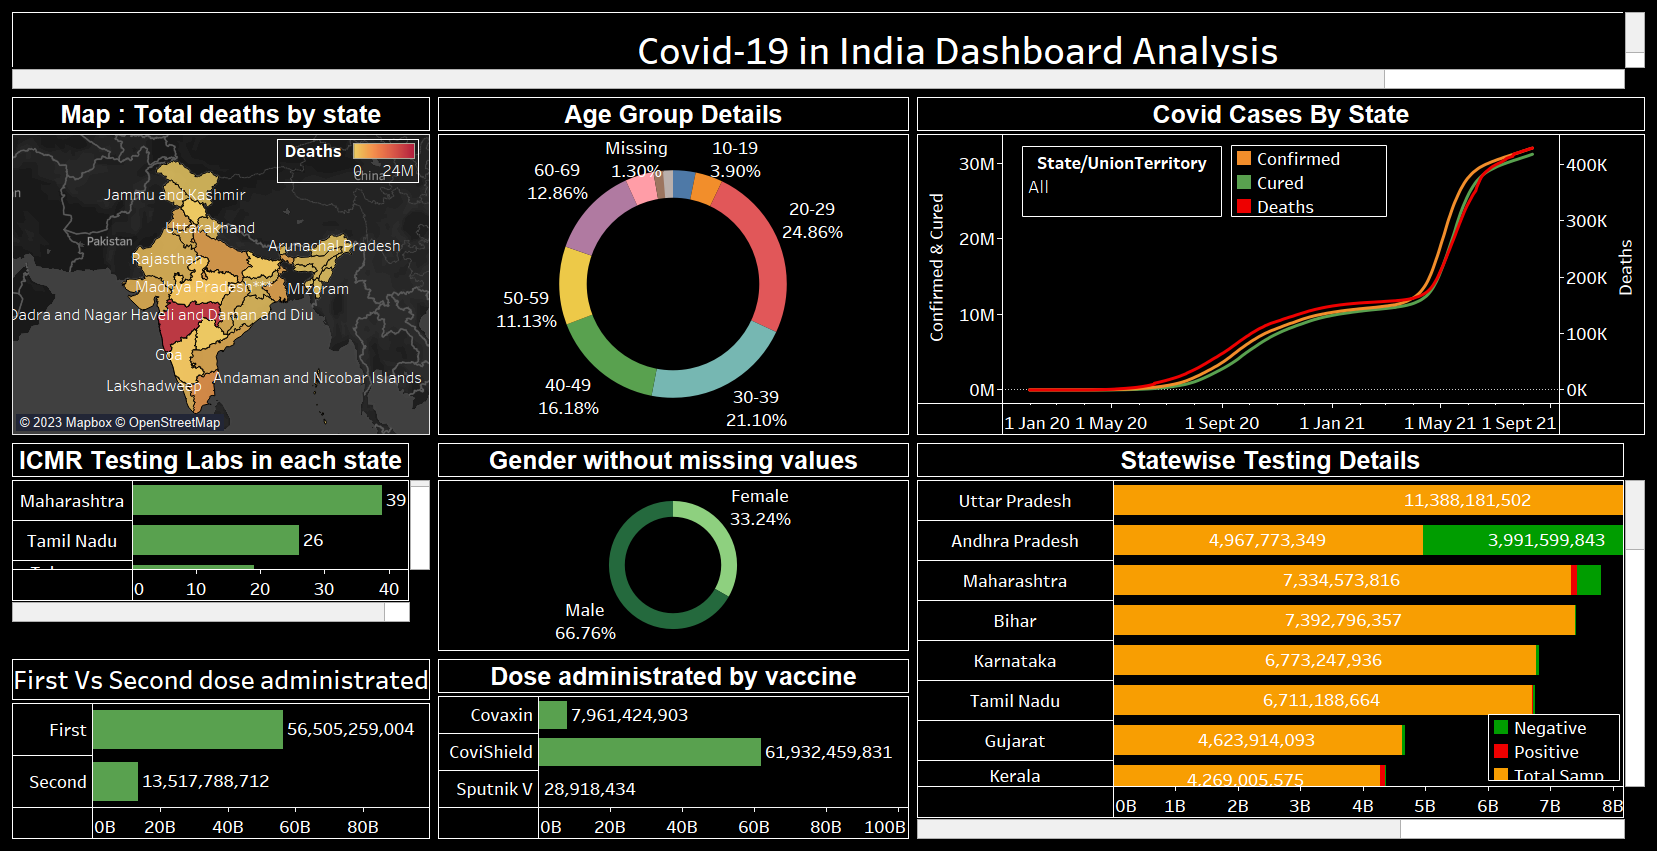 Covid-19 in India Dashboard Analysis
Map : Total deaths by state
Deaths
0 24M
China
Jammu and Kashmir
Uttarakhand
Pakistan
Arunachal Pradesh
Rajasthan
Madhya Pradesh***
Mizoram
Dadra and Nagar Haveli and Daman and Diu
Goa
Andaman and Nicobar Islands
Lakshadweep
© 2023 Mapbox © OpenStreetMap
Age Group Details
Missing
1.30%
10-19
3.90%
60-69
12.86%
20-29
24.86%
50-59
11.13%
40-49
16.18%
30-39
21.10%
Covid Cases By State
State/UnionTerritory
All
Confirmed
Cured
Deaths
Confirmed & Cured
30M
20M
10M
0M
Deaths
400K
300K
200K
100K
0K
1 Jan 20 1 May 20 1 Sept 20 1 Jan 21 1 May 21 1 Sept 21
ICMR Testing Labs in each state
Maharashtra 39
Tamil Nadu 26
0 10 20 30 40
Gender without missing values
Female
33.24%
Male
66.76%
Statewise Testing Details
Uttar Pradesh 11,388,181,502
Andhra Pradesh 4,967,773,349 3,991,599,843
Maharashtra 7,334,573,816
Bihar 7,392,796,357
Karnataka 6,773,247,936
Tamil Nadu 6,711,188,664
Gujarat 4,623,914,093
Kerala 4,269,005,575
Negative
Positive
Total Samp
0B 1B 2B 3B 4B 5B 6B 7B 8B
First Vs Second dose administrated
First 56,505,259,004
Second 13,517,788,712
0B 20B 40B 60B 80B
Dose administrated by vaccine
Covaxin 7,961,424,903
CoviShield 61,932,459,831
Sputnik V 28,918,434
0B 20B 40B 60B 80B 100B